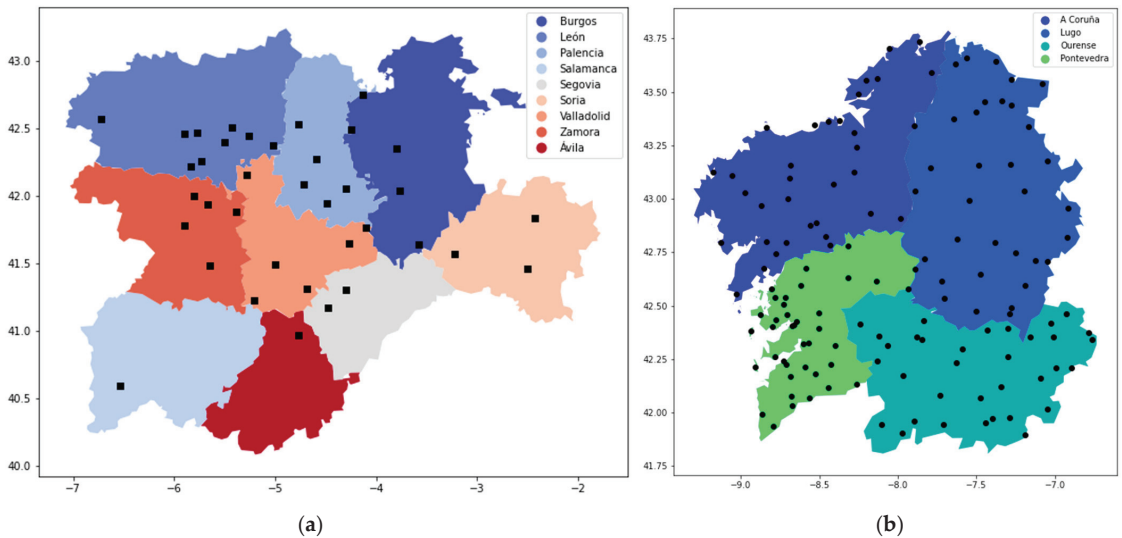 Burgos
León
Palencia
Salamanca
Segovia
Soria
Valladolid
Zamora
Ávila
43.0
42.5
42.0
41.5
41.0
40.5
40.0
−7
−6
−5
−4
−3
−2
(a)
A Coruña
Lugo
Ourense
Pontevedra
43.75
43.50
43.25
43.00
42.75
42.50
42.25
42.00
41.75
−9.0
−8.5
−8.0
−7.5
−7.0
(b)